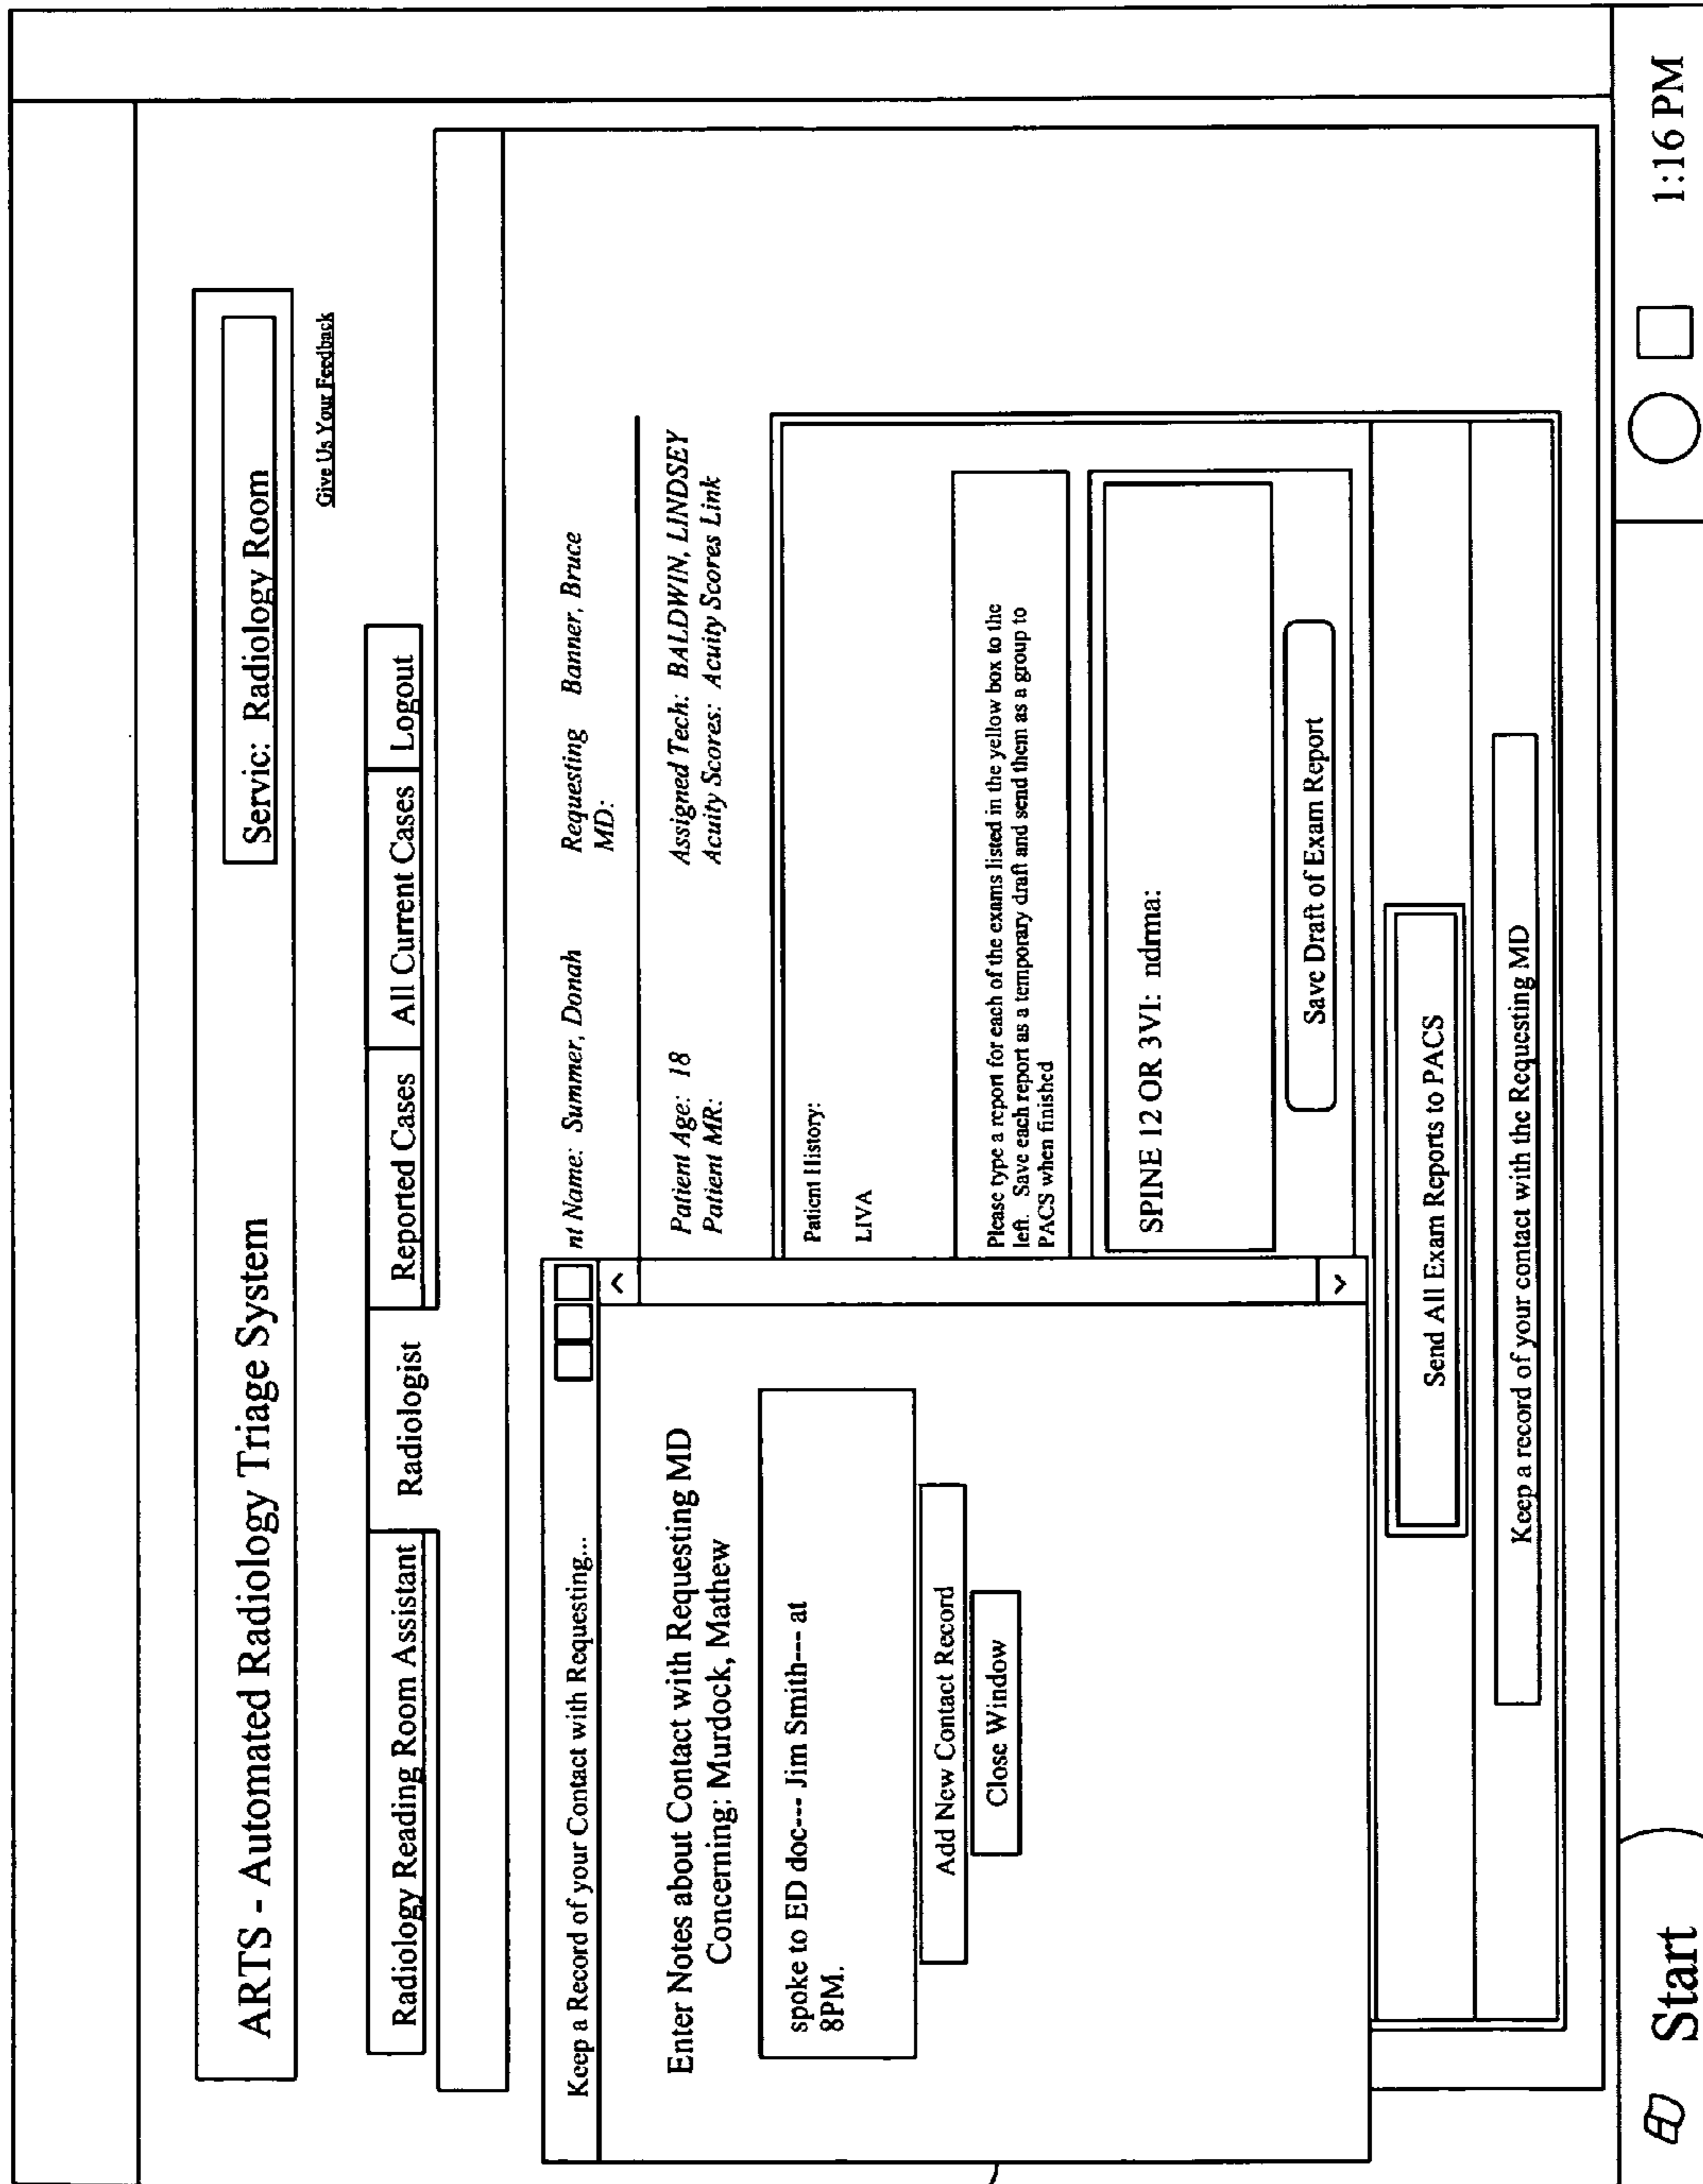 ARTS - Automated Radiology Triage System
Servic: Radiology Room
Give Us Your Feedback
Radiology Reading Room Assistant
Radiologist
Reported Cases
All Current Cases
Logout
Keep a Record of your Contact with Requesting...
Enter Notes about Contact with Requesting MD
Concerning: Murdock, Mathew
spoke to ED doc--- Jim Smith--- at
8PM.
Add New Contact Record
Close Window
nt Name: Summer, Donah
Requesting Banner, Bruce
MD:
Patient Age: 18
Patient MR:
Assigned Tech: BALDWIN, LINDSEY
Acuity Scores: Acuity Scores Link
Patient History:
LIVA
Please type a report for each of the exams listed in the yellow box to the
left. Save each report as a temporary draft and send them as a group to
PACS when finished
SPINE 12 OR 3VI: ndrma:
Save Draft of Exam Report
Send All Exam Reports to PACS
Keep a record of your contact with the Requesting MD
Start
1:16 PM